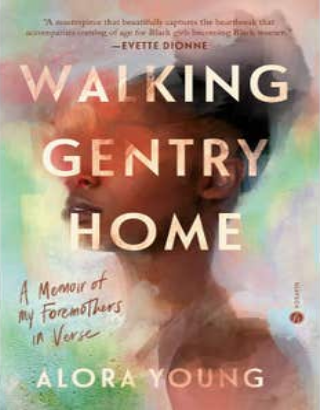 "A masterpiece that beautifully captures the heartbreak that
accompanies coming of age for Black girls becoming Black women."
—EVETTE DIONNE
WALKING
GENTRY
HOME
A Memoir of
my Foremothers
in Verse
ALORA YOUNG
HOGARTH